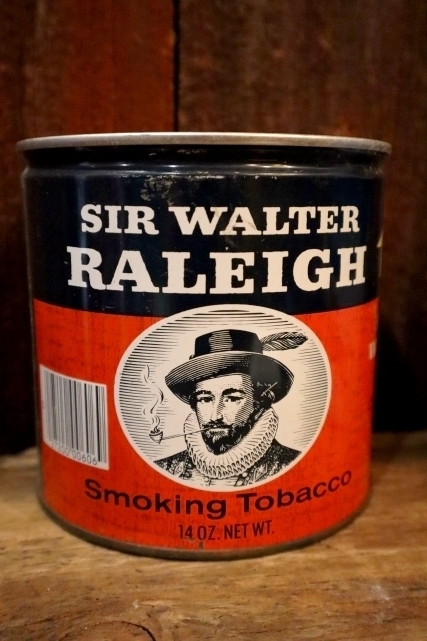 SIR WALTER
RALEIGH
Smoking Tobacco
14 OZ. NET WT.